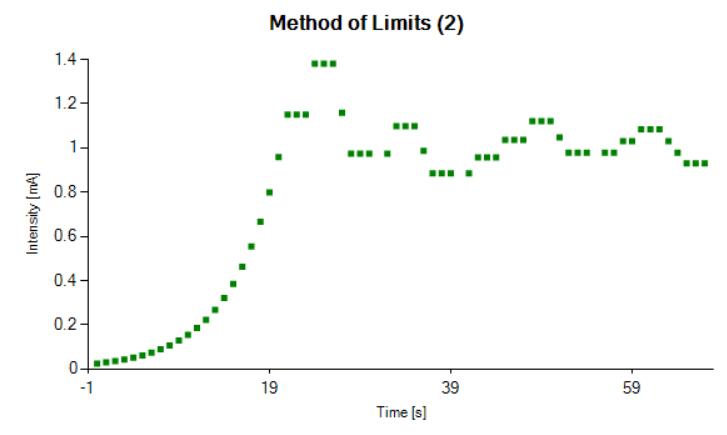 Method of Limits (2)
1.4
1.2
1
0.8
0.6
0.4
0.2
0
Intensity [mA]
-1 19 39 59
Time [s]